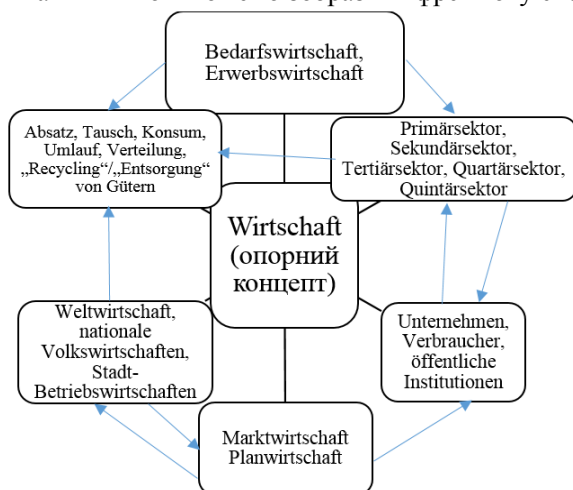 Bedarfswirtschaft,
Erwerbswirtschaft
Absatz, Tausch, Konsum,
Umlauf, Verteilung,
„Recycling“/„Entsorgung“
von Gütern
Primärsektor,
Sekundärsektor,
Tertiärsektor, Quartärsektor,
Quintärsektor
Wirtschaft
(опорний
концепт)
Weltwirtschaft,
nationale
Volkswirtschaften,
Stadt-
Betriebswirtschaften
Unternehmen,
Verbraucher,
öffentliche
Institutionen
Marktwirtschaft
Planwirtschaft